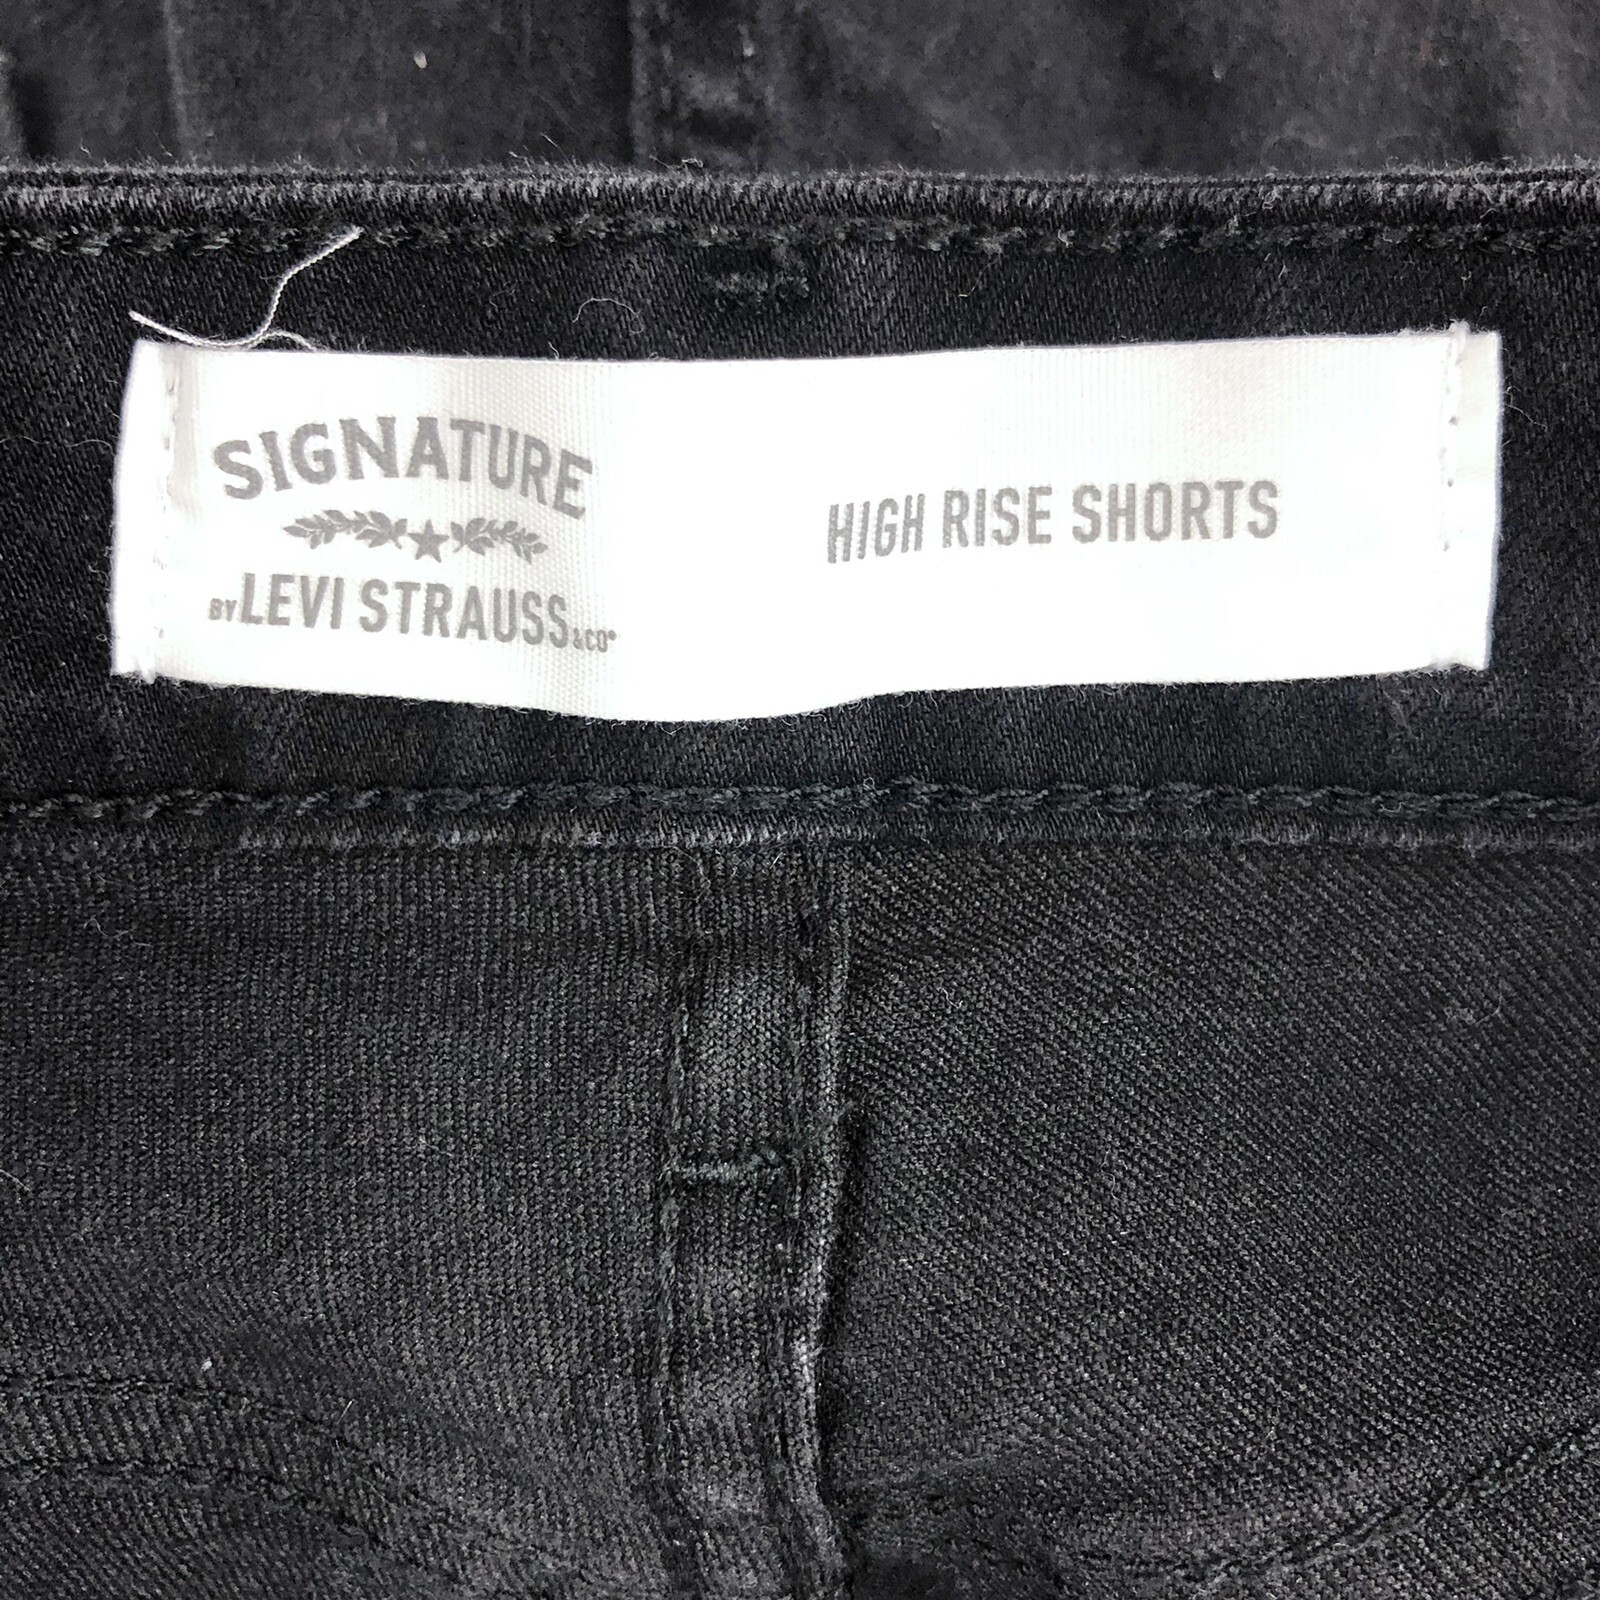 SIGNATURE
BY LEVI STRAUSS &CO®
HIGH RISE SHORTS